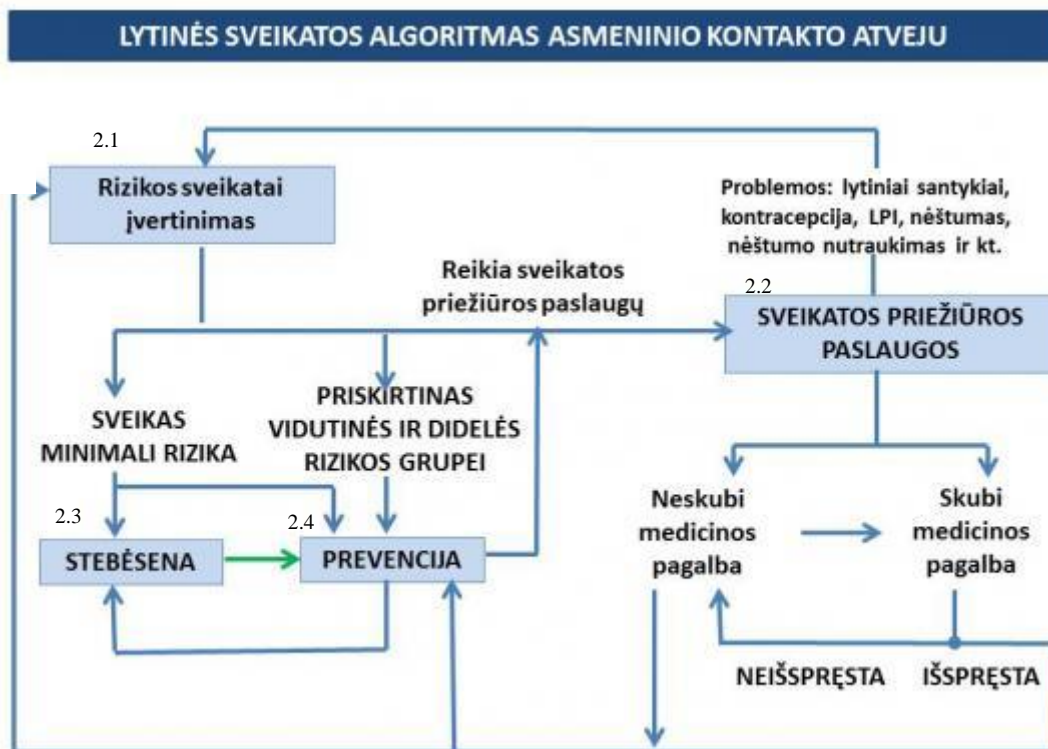 LYTINĖS SVEIKATOS ALGORITMAS ASMENINIO KONTAKTO ATVEJU
2.1
Rizikos sveikatai
įvertinimas
Problemos: lytiniai santykiai,
kontracepcija, LPI, nėštumas,
nėštumo nutraukimas ir kt.
Reikia sveikatos
priežiūros paslaugų
2.2
SVEIKATOS PRIEŽIŪROS
PASLAUGOS
SVEIKAS
MINIMALI RIZIKA
PRISKIRTINAS
VIDUTINĖS IR DIDELĖS
RIZIKOS GRUPEI
2.3
STEBĖSENA
2.4
PREVENCIJA
Neskubi
medicinos
pagalba
Skubi
medicinos
pagalba
NEIŠSPRĘSTA
IŠSPRĘSTA